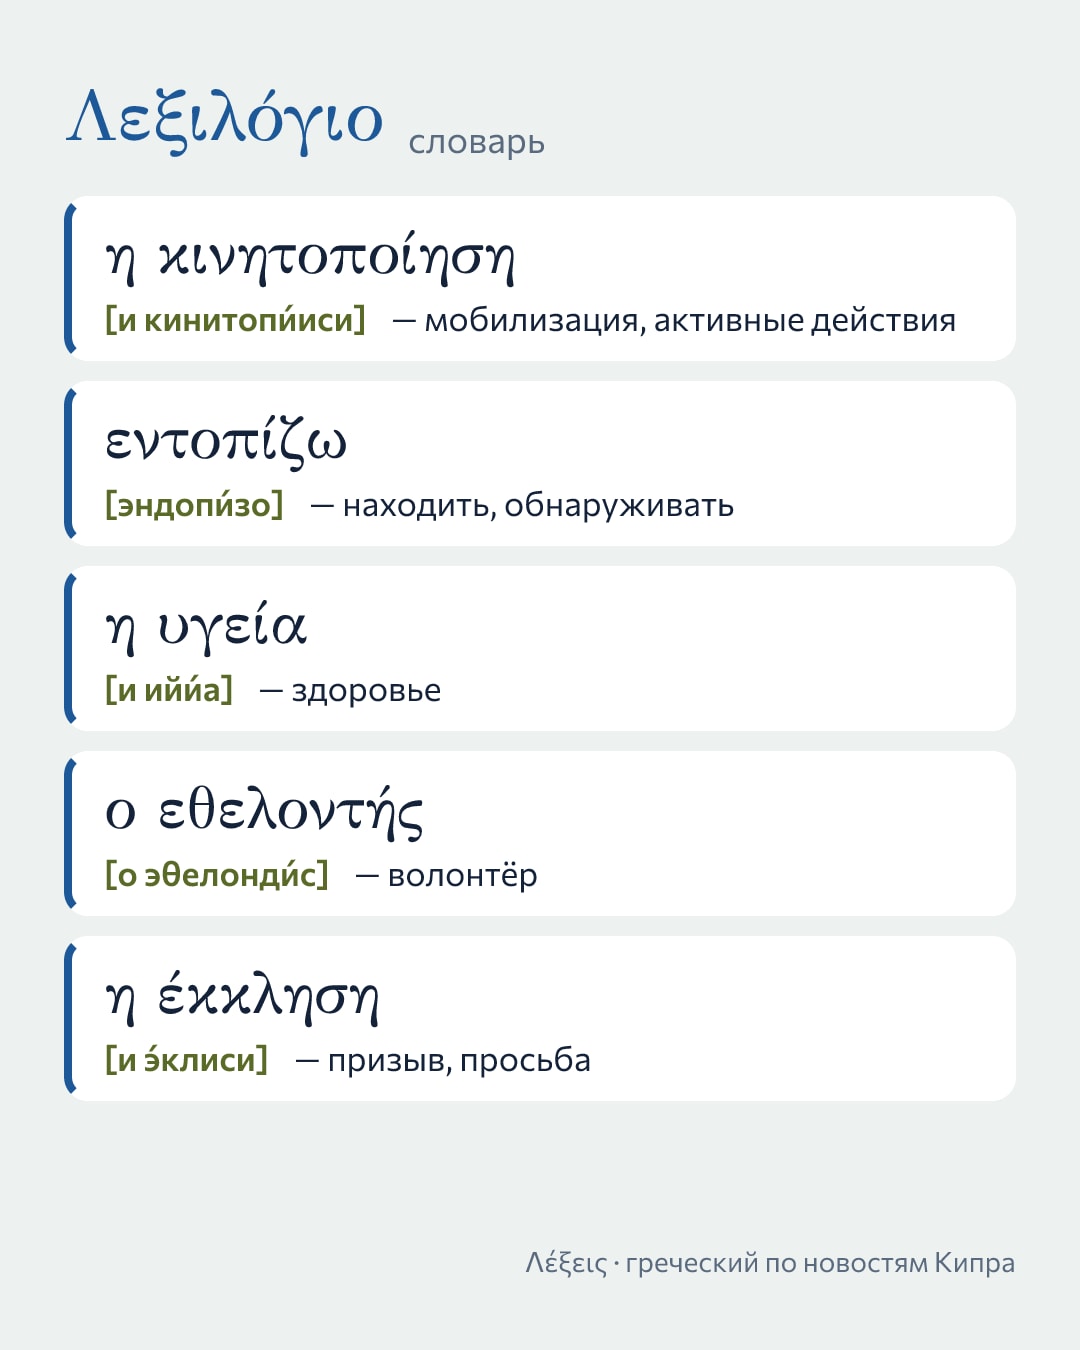 Λεξιλόγιο словарь
η κινητοποίηση
[и кинитопи́иси] — мобилизация, активные действия
εντοπίζω
[эндопи́зо] — находить, обнаруживать
η υγεία
[и ийи́а] — здоровье
ο εθελοντής
[о эθелонди́с] — волонтёр
η έκκληση
[и э́клиси] — призыв, просьба
Λέξεις · греческий по новостям Кипра